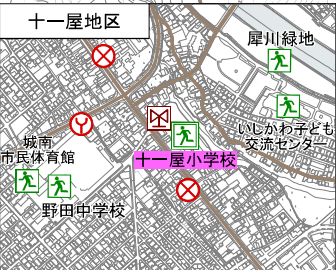 十一屋地区
犀川緑地
いしかわ子ども
交流センター
城南
市民体育館
十一屋小学校
野田中学校